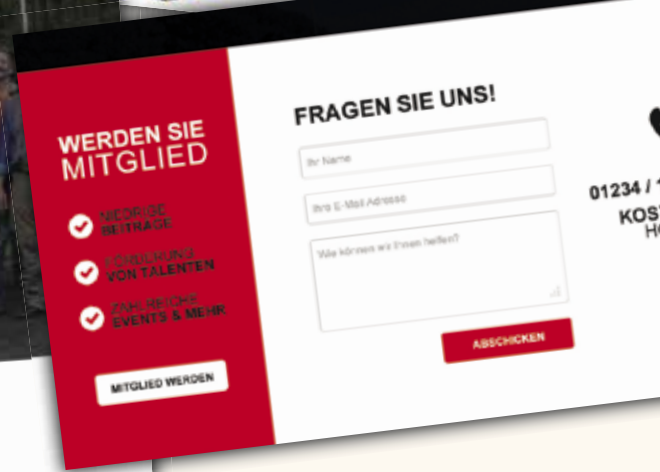 WERDEN SIE
MITGLIED
NIEDRIGE
BEITRÄGE
FÖRDERUNG
VON TALENTEN
ZAHLREICHE
EVENTS & MEHR
MITGLIED WERDEN
FRAGEN SIE UNS!
Ihr Name
Ihre E-Mail Adresse
Wie können wir Ihnen helfen?
ABSCHICKEN
01234 / 1
KOS
HO